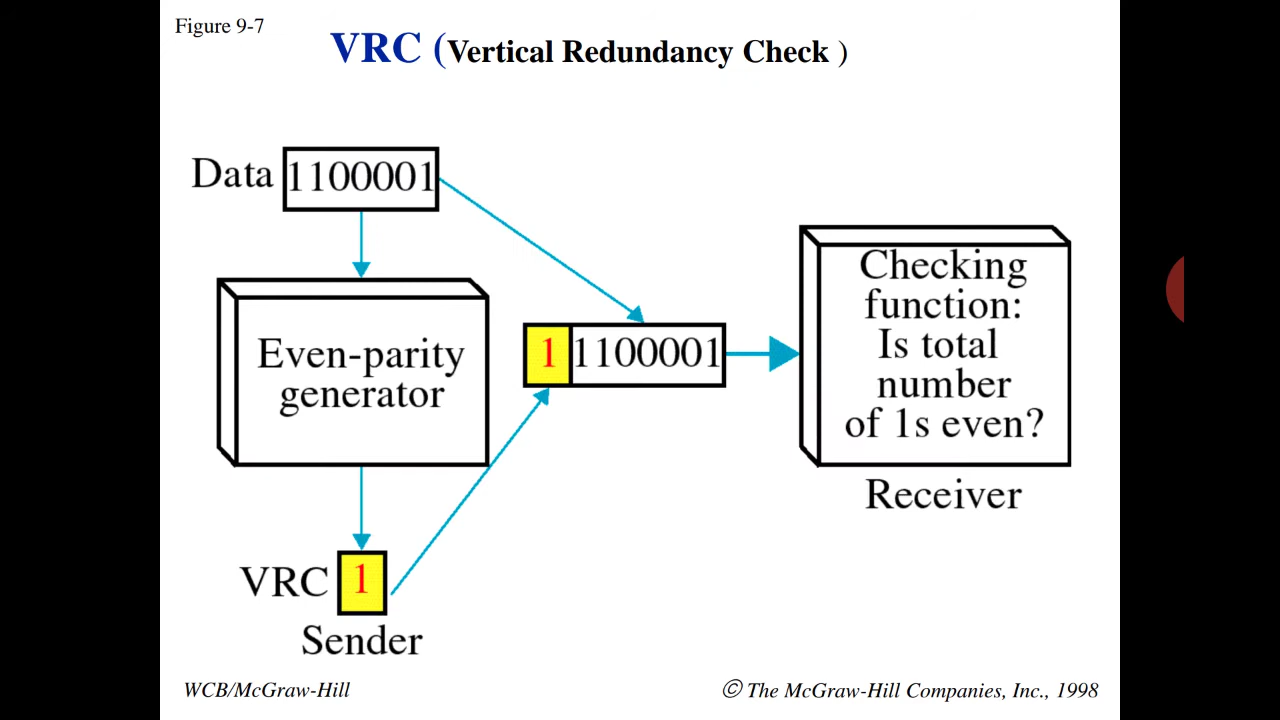 Figure 9-7
VRC (Vertical Redundancy Check )
Data 1100001
Even-parity
generator
1 1100001
Checking
function:
Is total
number
of 1s even?
Receiver
VRC 1
Sender
WCB/McGraw-Hill
© The McGraw-Hill Companies, Inc., 1998